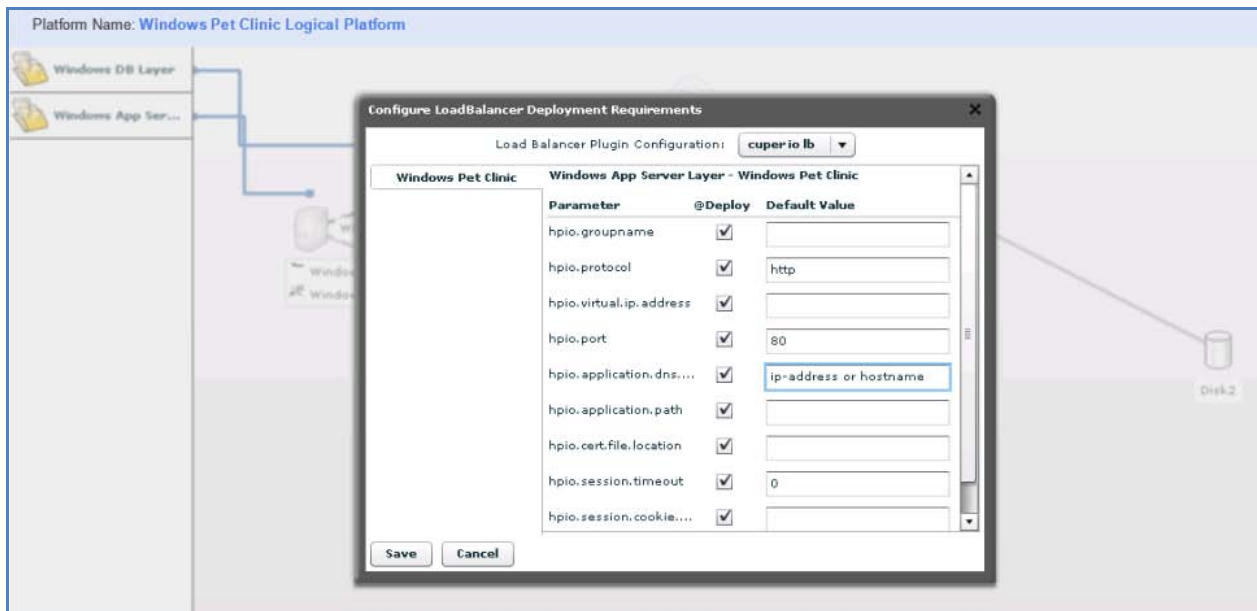 Platform Name: Windows Pet Clinic Logical Platform
Windows DB Layer
Windows App Ser...
Configure LoadBalancer Deployment Requirements
Load Balancer Plugin Configuration: cuper io lb
Windows Pet Clinic
Windows App Server Layer - Windows Pet Clinic
Parameter @Deploy Default Value
hpio.groupname
hpio.protocol http
hpio.virtual.ip.address
hpio.port 80
hpio.application.dns.... ip-address or hostname
hpio.application.path
hpio.cert.file.location
hpio.session.timeout 0
hpio.session.cookie....
Save Cancel
Disk2